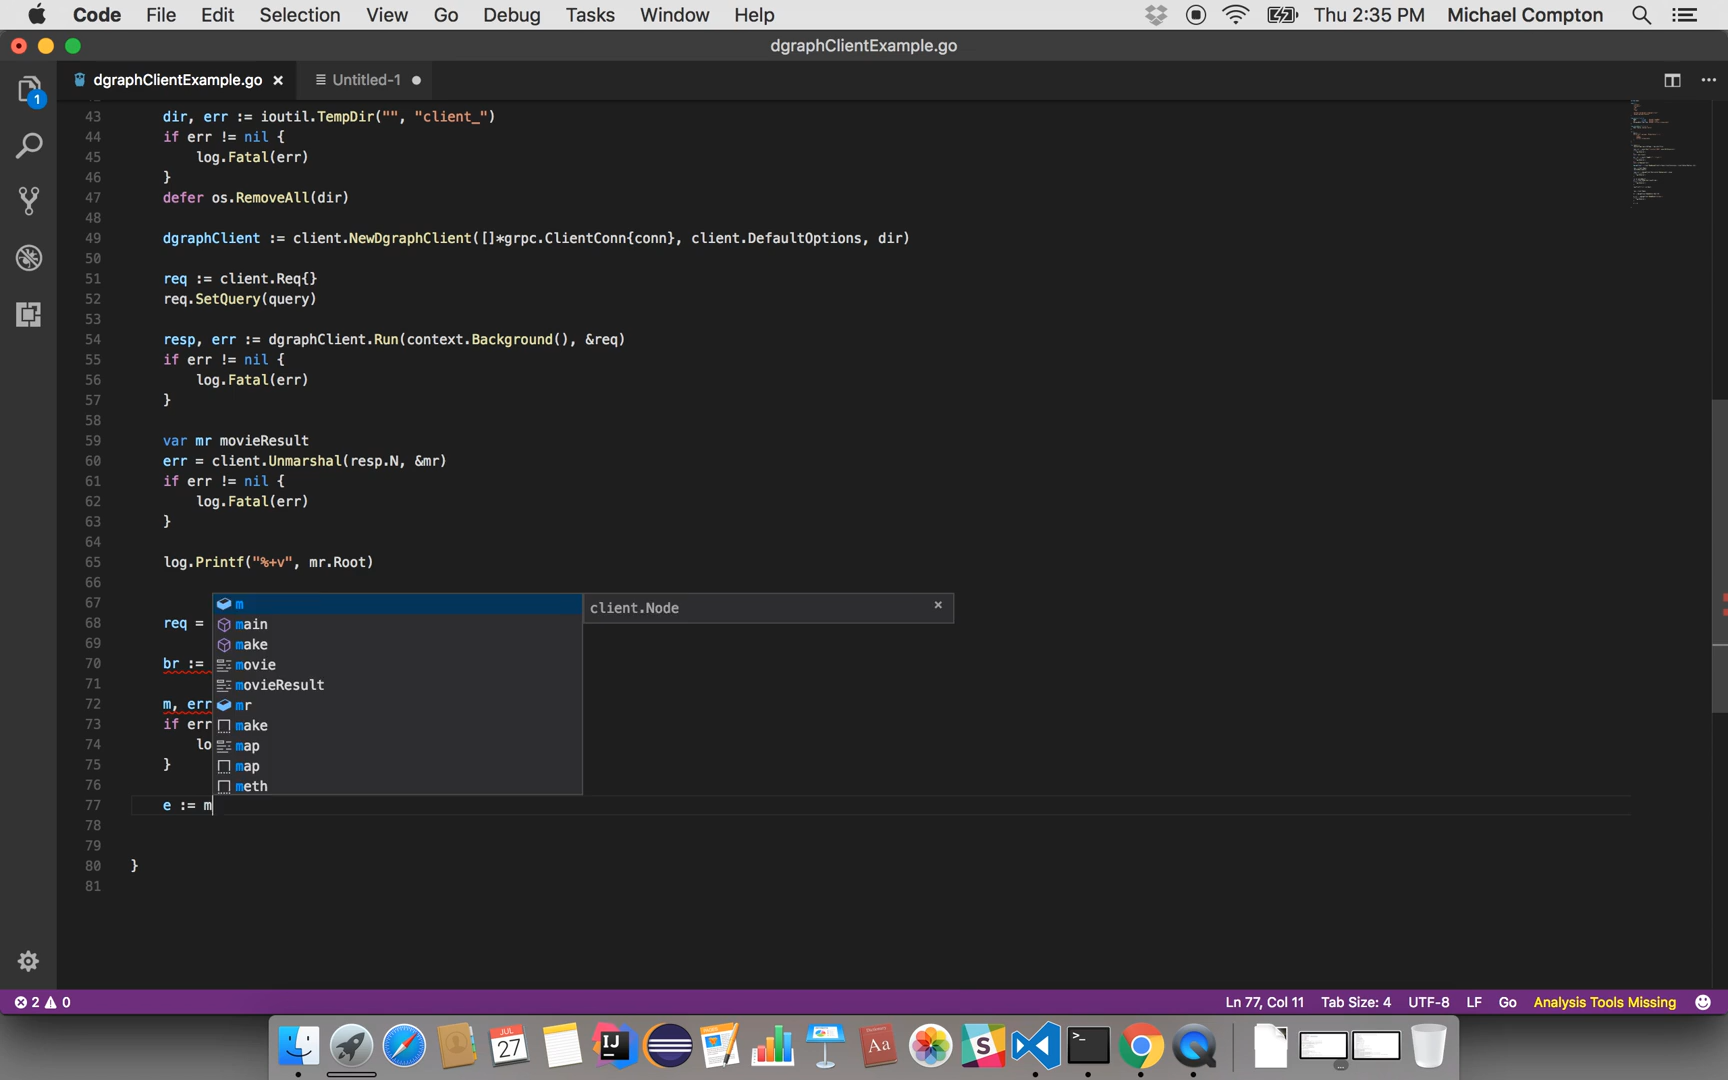 Code File Edit Selection View Go Debug Tasks Window Help Thu 2:35 PM Michael Compton
dgraphClientExample.go
dgraphClientExample.go × Untitled-1
1
43 dir, err := ioutil.TempDir("", "client_")
44 if err != nil {
45 log.Fatal(err)
46 }
47 defer os.RemoveAll(dir)
48
49 dgraphClient := client.NewDgraphClient([]*grpc.ClientConn{conn}, client.DefaultOptions, dir)
50
51 req := client.Req{}
52 req.SetQuery(query)
53
54 resp, err := dgraphClient.Run(context.Background(), &req)
55 if err != nil {
56 log.Fatal(err)
57 }
58
59 var mr movieResult
60 err = client.Unmarshal(resp.N, &mr)
61 if err != nil {
62 log.Fatal(err)
63 }
64
65 log.Printf("%+v", mr.Root)
66
67 m client.Node ×
68 req = main
69 make
70 br := movie
71 movieResult
72 m, err mr
73 if err make
74 lo map
75 } map
76 meth
77 e := m
78
79
80 }
81
2 0 Ln 77, Col 11 Tab Size: 4 UTF-8 LF Go Analysis Tools Missing
JUL
27
IJ
Aa
S
>_
...